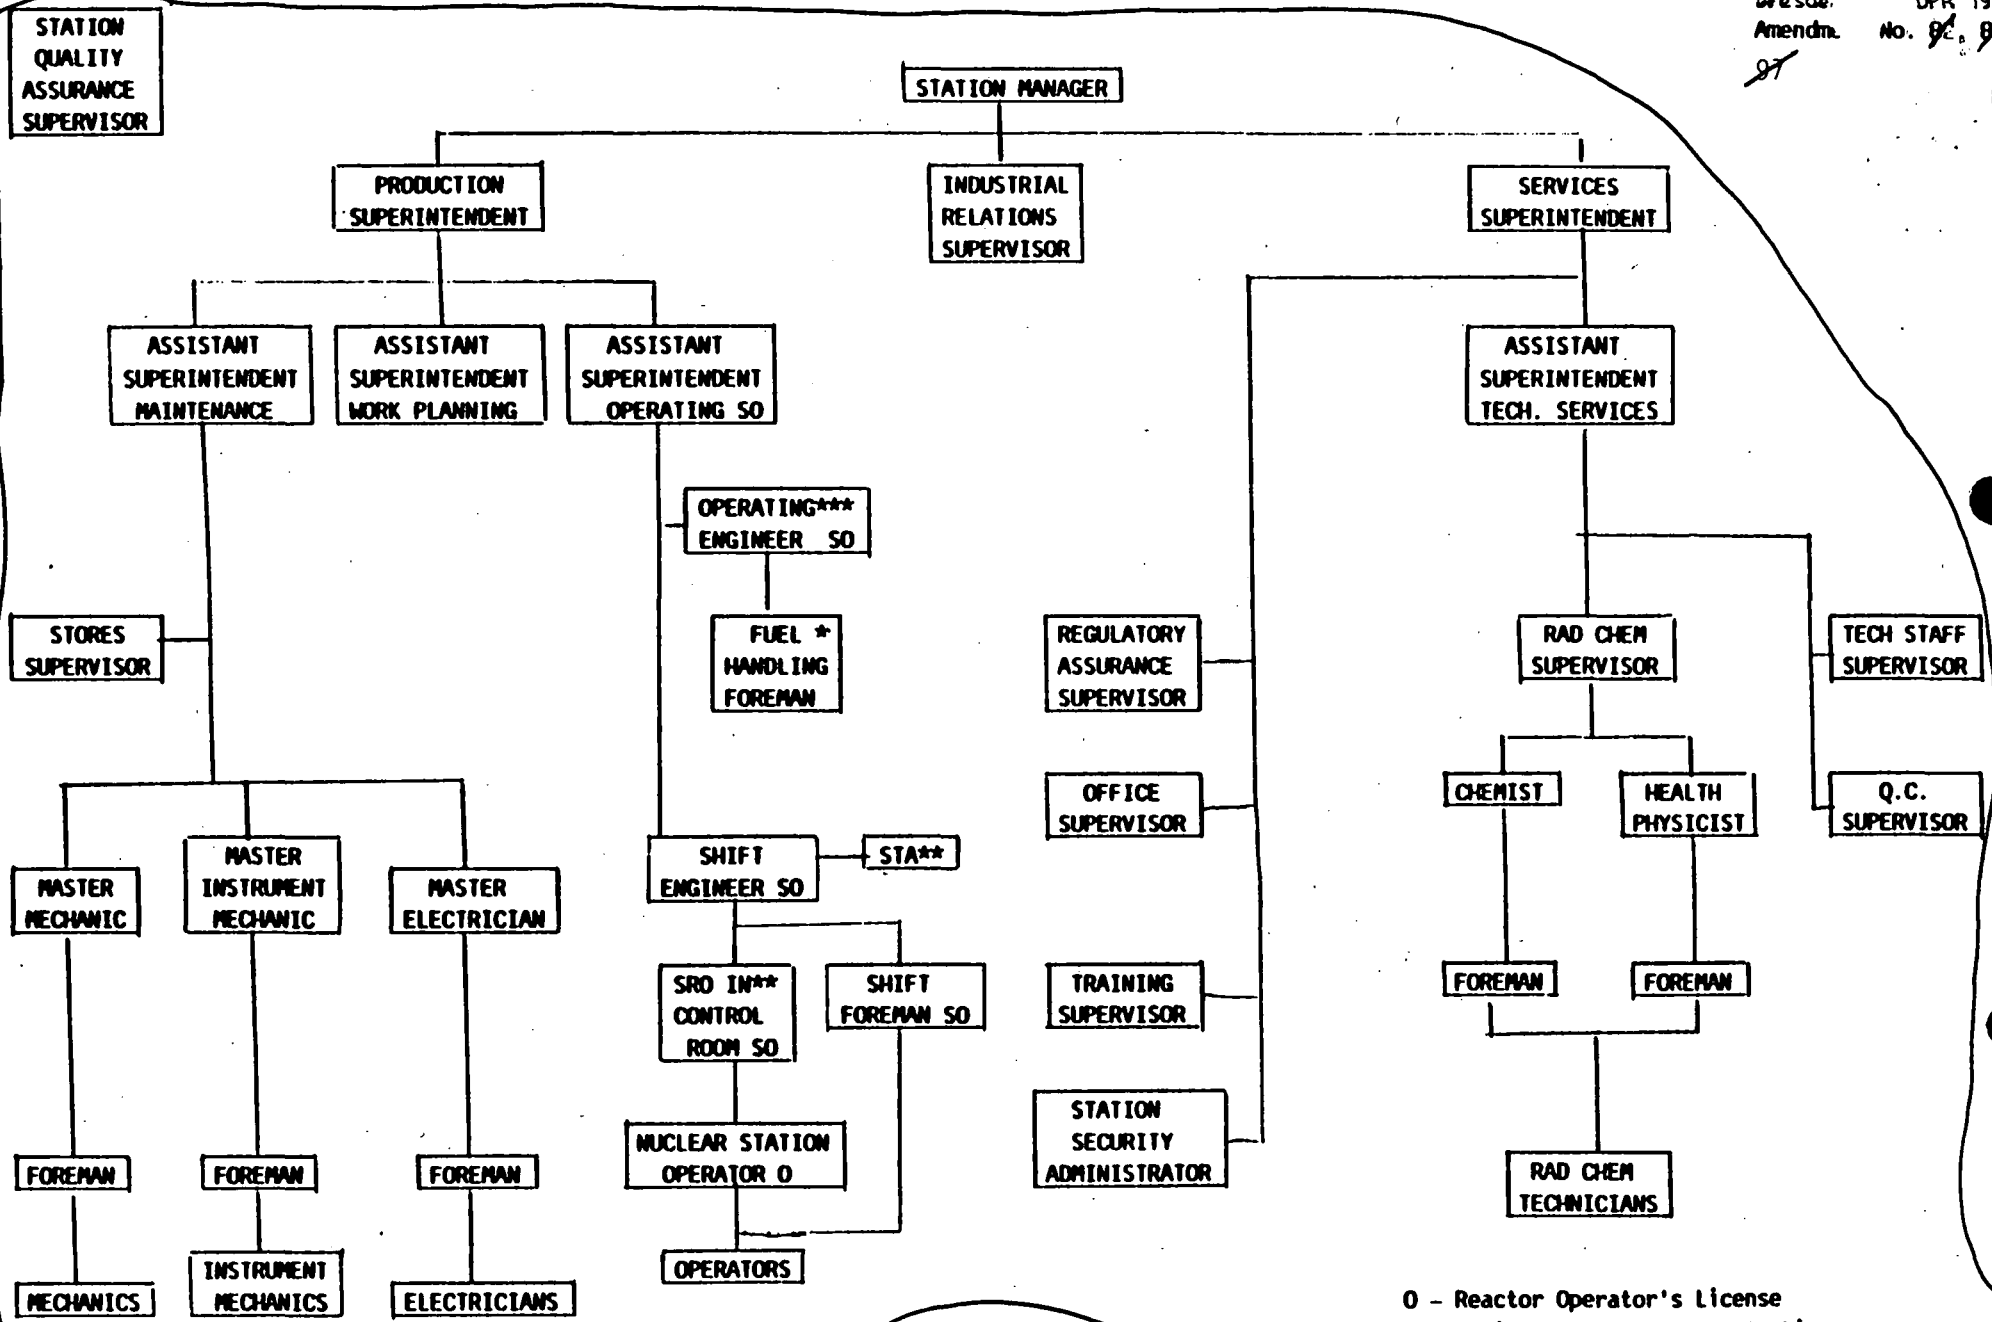 STATION
QUALITY
ASSURANCE
SUPERVISOR
Amendm. No.
97
STATION MANAGER
PRODUCTION
SUPERINTENDENT
INDUSTRIAL
RELATIONS
SUPERVISOR
SERVICES
SUPERINTENDENT
ASSISTANT
SUPERINTENDENT
MAINTENANCE
ASSISTANT
SUPERINTENDENT
WORK PLANNING
ASSISTANT
SUPERINTENDENT
OPERATING SO
ASSISTANT
SUPERINTENDENT
TECH. SERVICES
OPERATING***
ENGINEER SO
STORES
SUPERVISOR
FUEL *
HANDLING
FOREMAN
REGULATORY
ASSURANCE
SUPERVISOR
RAD CHEM
SUPERVISOR
TECH STAFF
SUPERVISOR
OFFICE
SUPERVISOR
CHEMIST
HEALTH
PHYSICIST
Q.C.
SUPERVISOR
MASTER
MECHANIC
MASTER
INSTRUMENT
MECHANIC
MASTER
ELECTRICIAN
SHIFT
ENGINEER SO
STA**
SRO IN**
CONTROL
ROOM SO
SHIFT
FOREMAN SO
TRAINING
SUPERVISOR
FOREMAN
FOREMAN
STATION
SECURITY
ADMINISTRATOR
NUCLEAR STATION
OPERATOR O
FOREMAN
FOREMAN
FOREMAN
RAD CHEM
TECHNICIANS
OPERATORS
MECHANICS
INSTRUMENT
MECHANICS
ELECTRICIANS
O - Reactor Operator's License